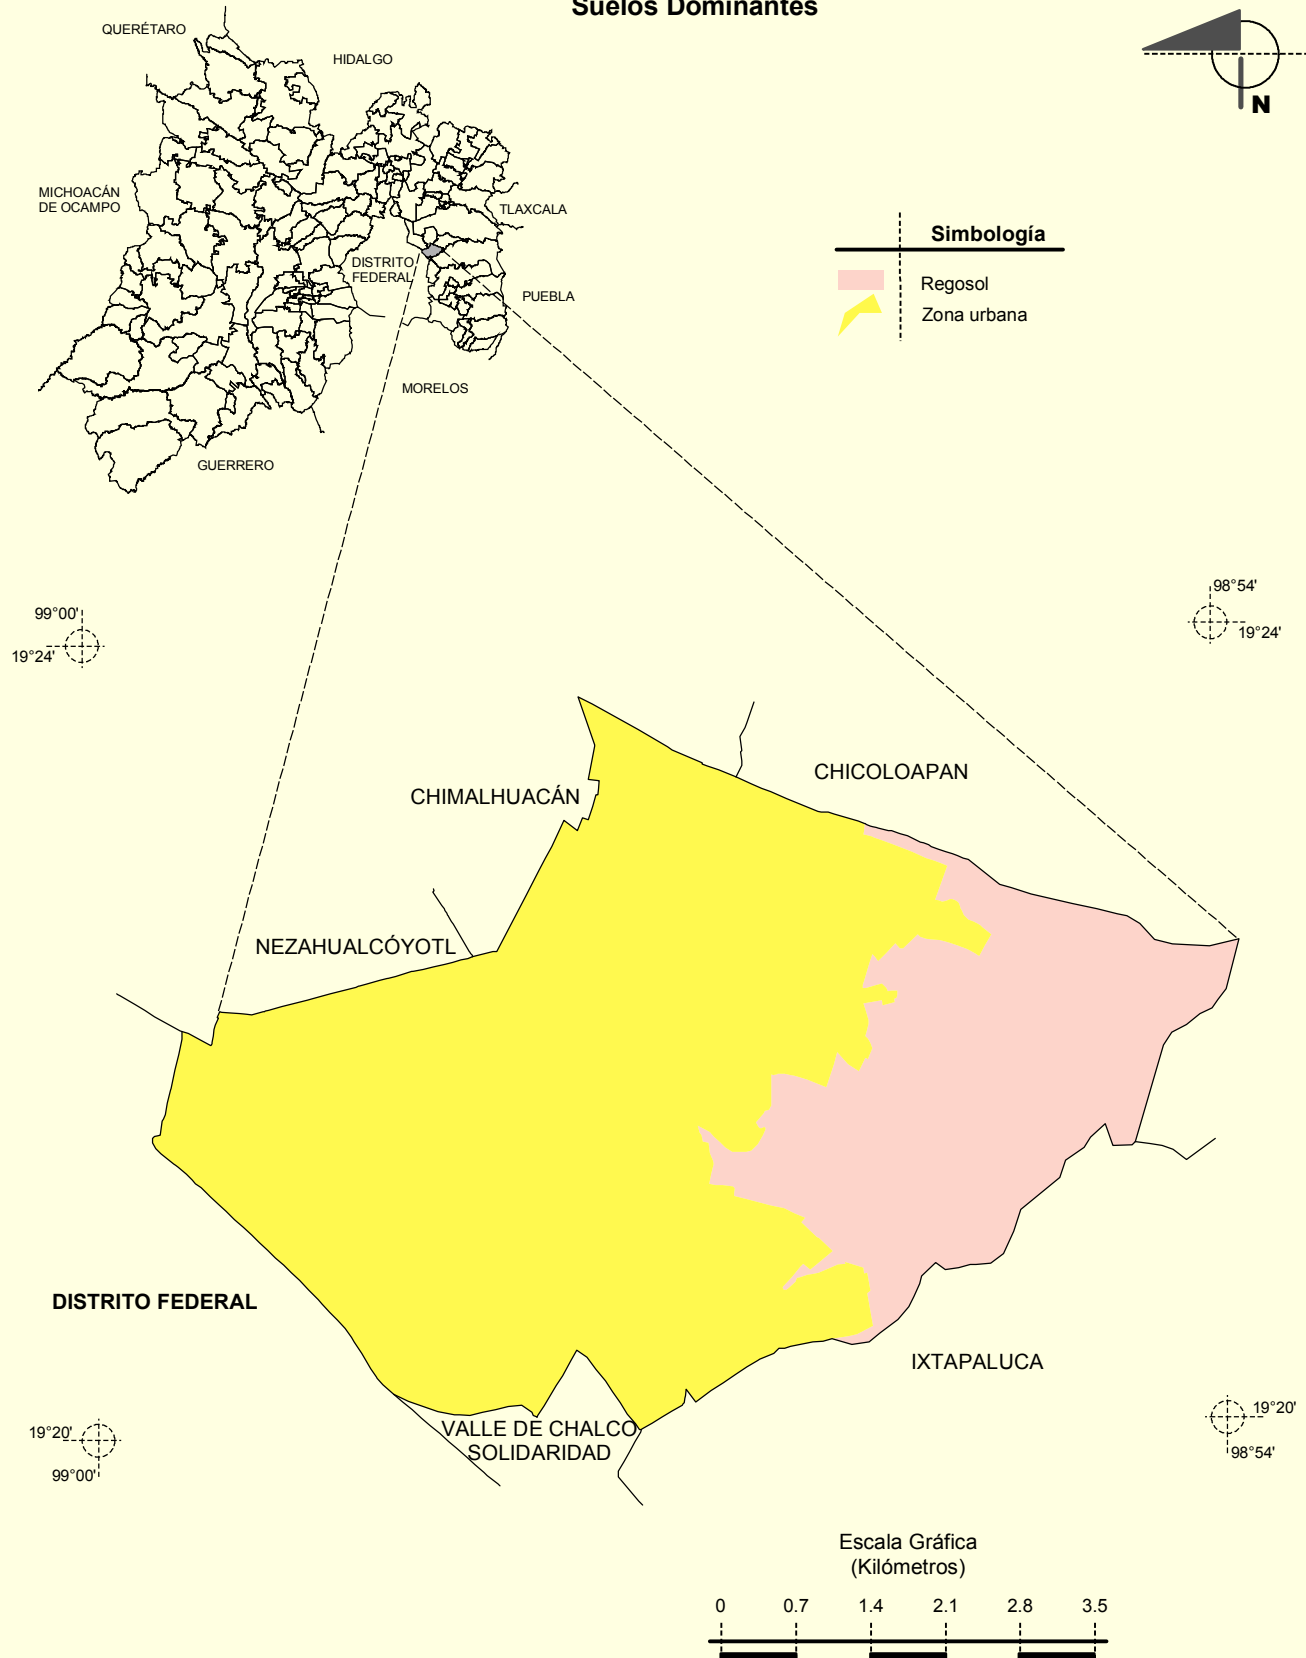 Suelos Dominantes
QUERÉTARO
HIDALGO
N
MICHOACÁN
DE OCAMPO
TLAXCALA
DISTRITO
FEDERAL
PUEBLA
MORELOS
GUERRERO
Simbología
Regosol
Zona urbana
99°00'
19°24'
98°54'
19°24'
CHICOLOAPAN
CHIMALHUACÁN
NEZAHUALCÓYOTL
DISTRITO FEDERAL
IXTAPALUCA
VALLE DE CHALCO
SOLIDARIDAD
19°20'
99°00'
19°20'
98°54'
Escala Gráfica
(Kilómetros)
0 0.7 1.4 2.1 2.8 3.5